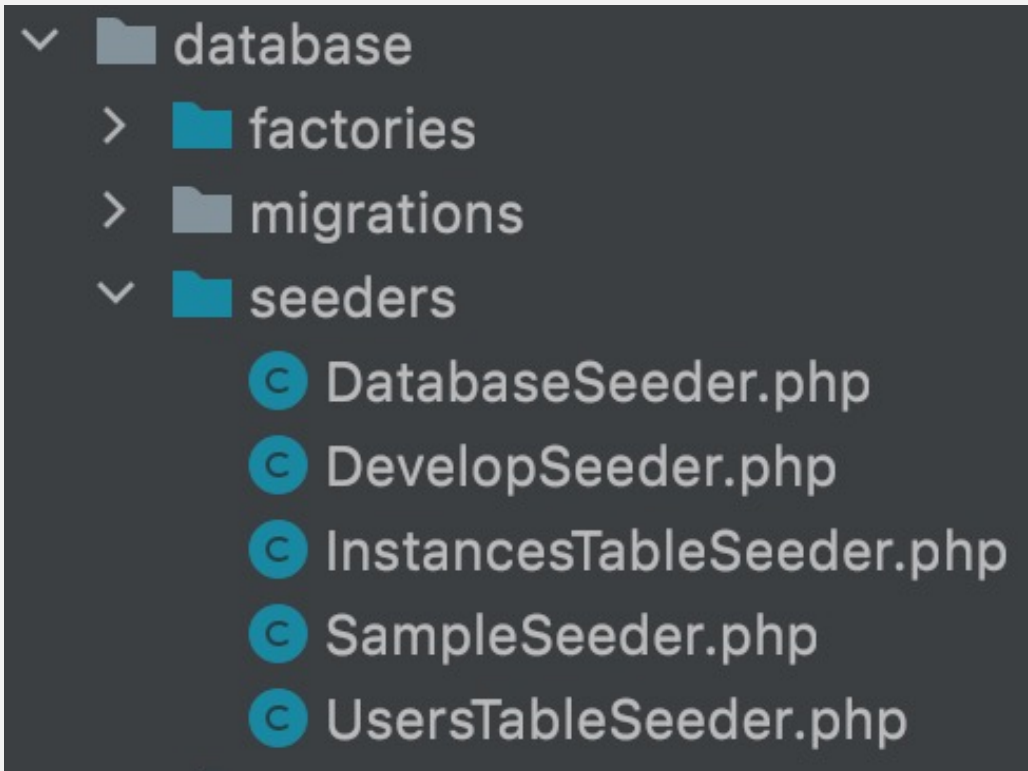 database
factories
migrations
seeders
C DatabaseSeeder.php
C DevelopSeeder.php
C InstancesTableSeeder.php
C SampleSeeder.php
C UsersTableSeeder.php